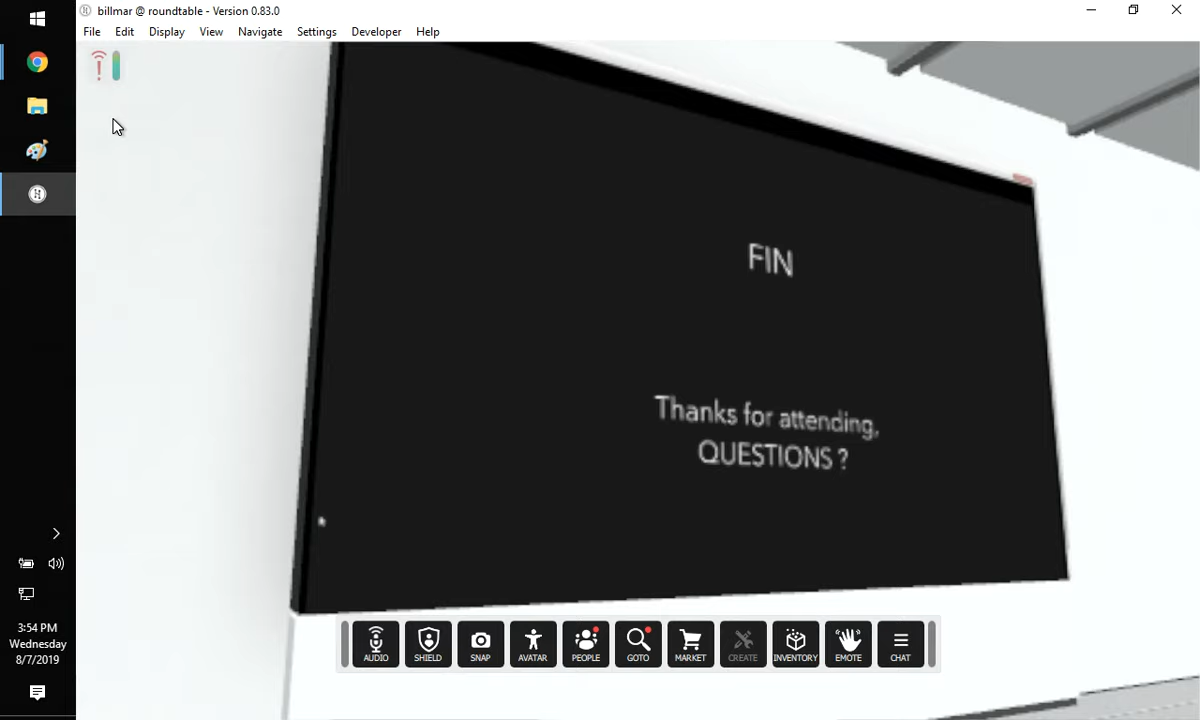 billmar @ roundtable - Version 0.83.0
File Edit Display View Navigate Settings Developer Help
FIN
Thanks for attending,
QUESTIONS ?
AUDIO SHIELD SNAP AVATAR PEOPLE GOTO MARKET CREATE INVENTORY EMOTE CHAT
3:54 PM
Wednesday
8/7/2019